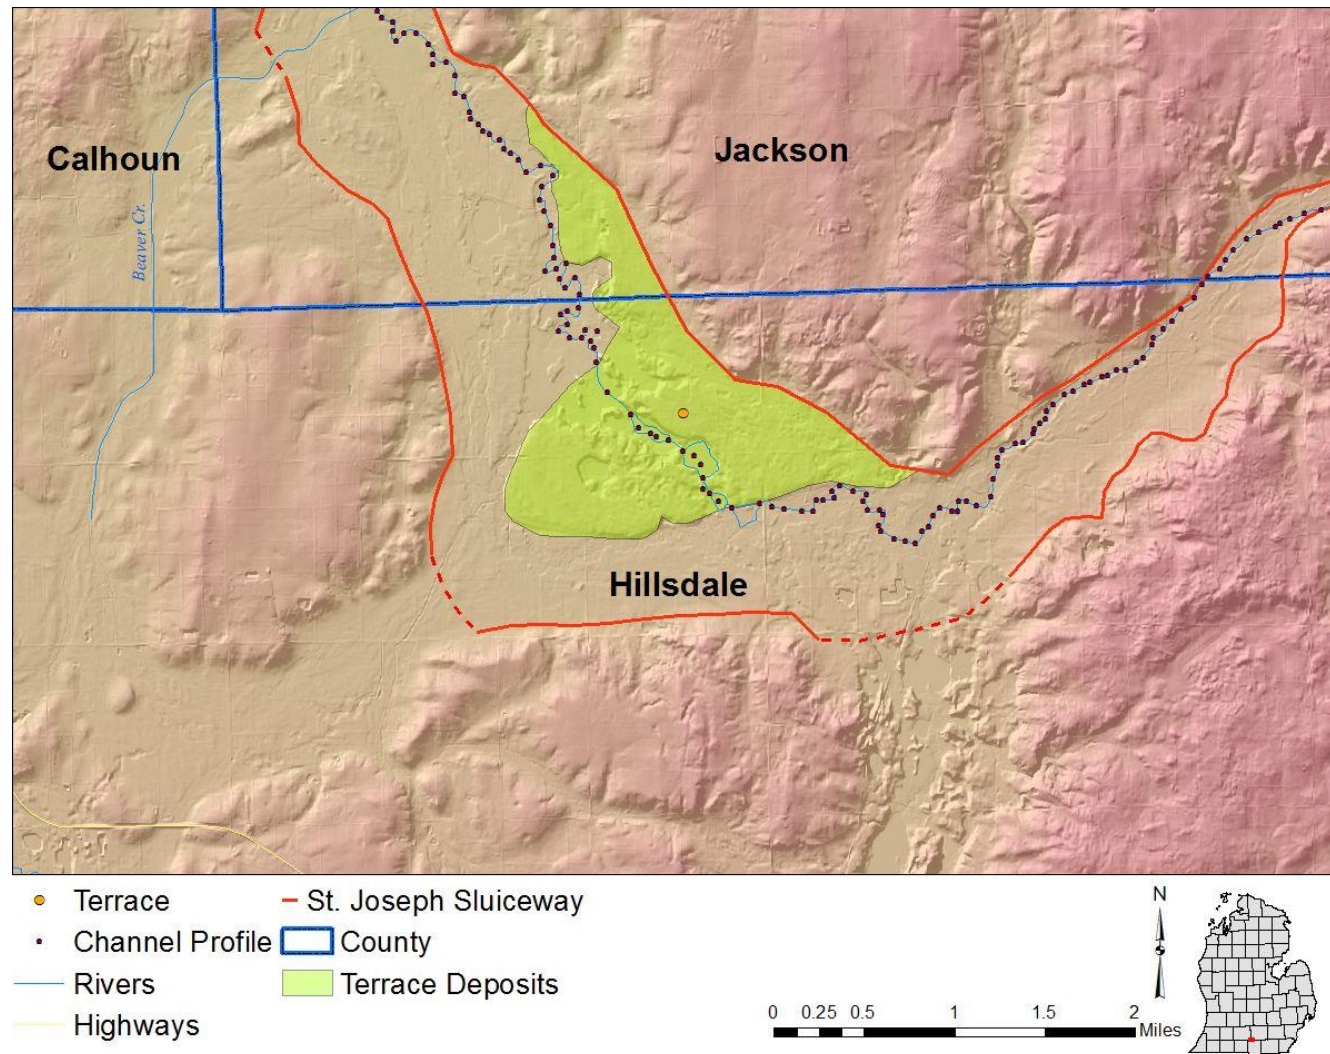 Calhoun
Jackson
Beaver Cr.
Hillsdale
Terrace
St. Joseph Sluiceway
Channel Profile
County
Rivers
Terrace Deposits
Highways
N
0 0.25 0.5 1 1.5 2
Miles